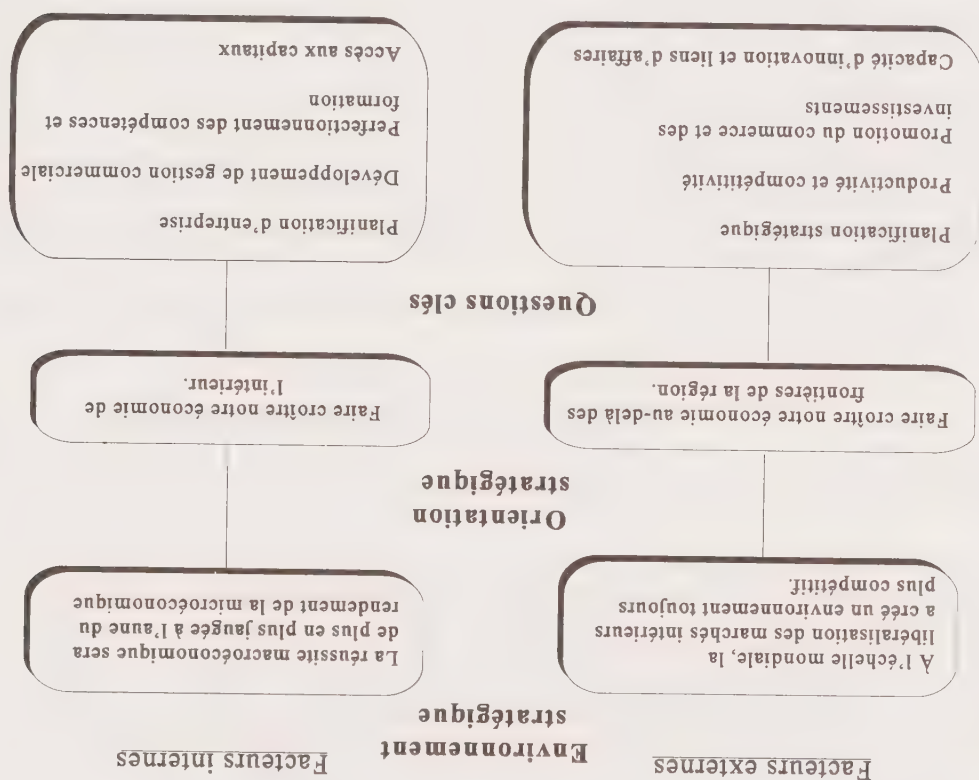 Facteurs externes
Facteurs internes
Environnement
stratégique
À l'échelle mondiale, la
libéralisation des marchés intérieurs
a créé un environnement toujours
plus compétitif.
La réussite macroéconomique sera
de plus en plus jaugée à l'aune du
rendement de la microéconomique
Orientation
stratégique
Faire croître notre économie au-delà des
frontières de la région.
Faire croître notre économie de
l'intérieur.
Questions clés
Planification stratégique
Productivité et compétitivité
Promotion du commerce et des
investissements
Capacité d'innovation et liens d'affaires
Planification d'entreprise
Développement de gestion commerciale
Perfectionnement des compétences et
formation
Accès aux capitaux